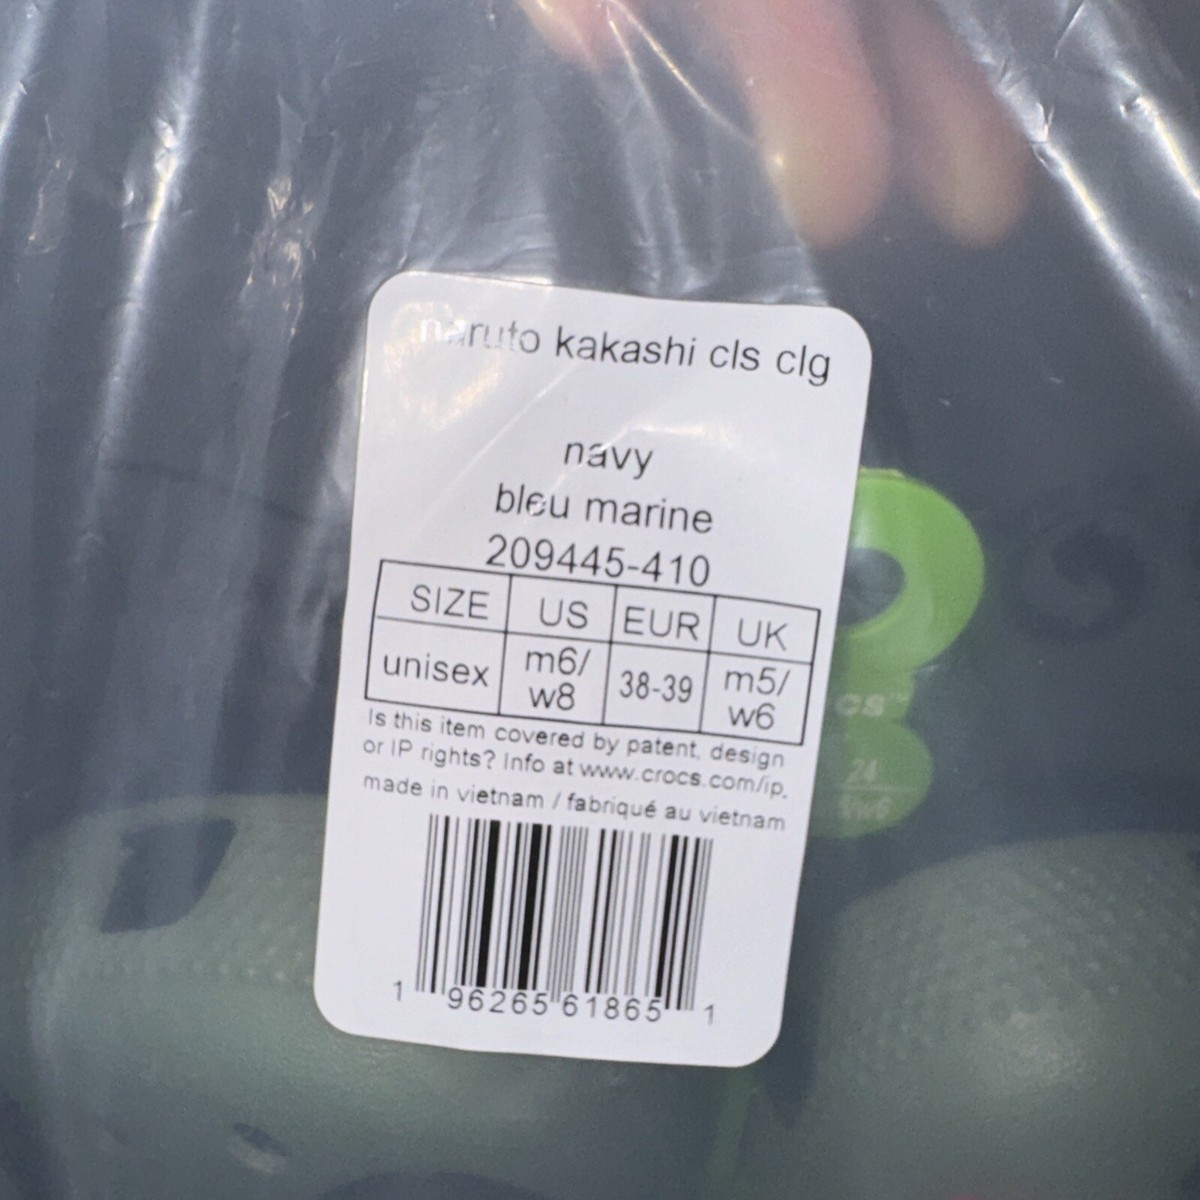 naruto kakashi cls clg
navy
bleu marine
209445-410
SIZE US EUR UK
unisex m6/ w8 38-39 m5/ w6
Is this item covered by patent, design
or IP rights? Info at www.crocs.com/ip.
made in vietnam / fabriqué au vietnam
1 96265 61865 1
cs™
24